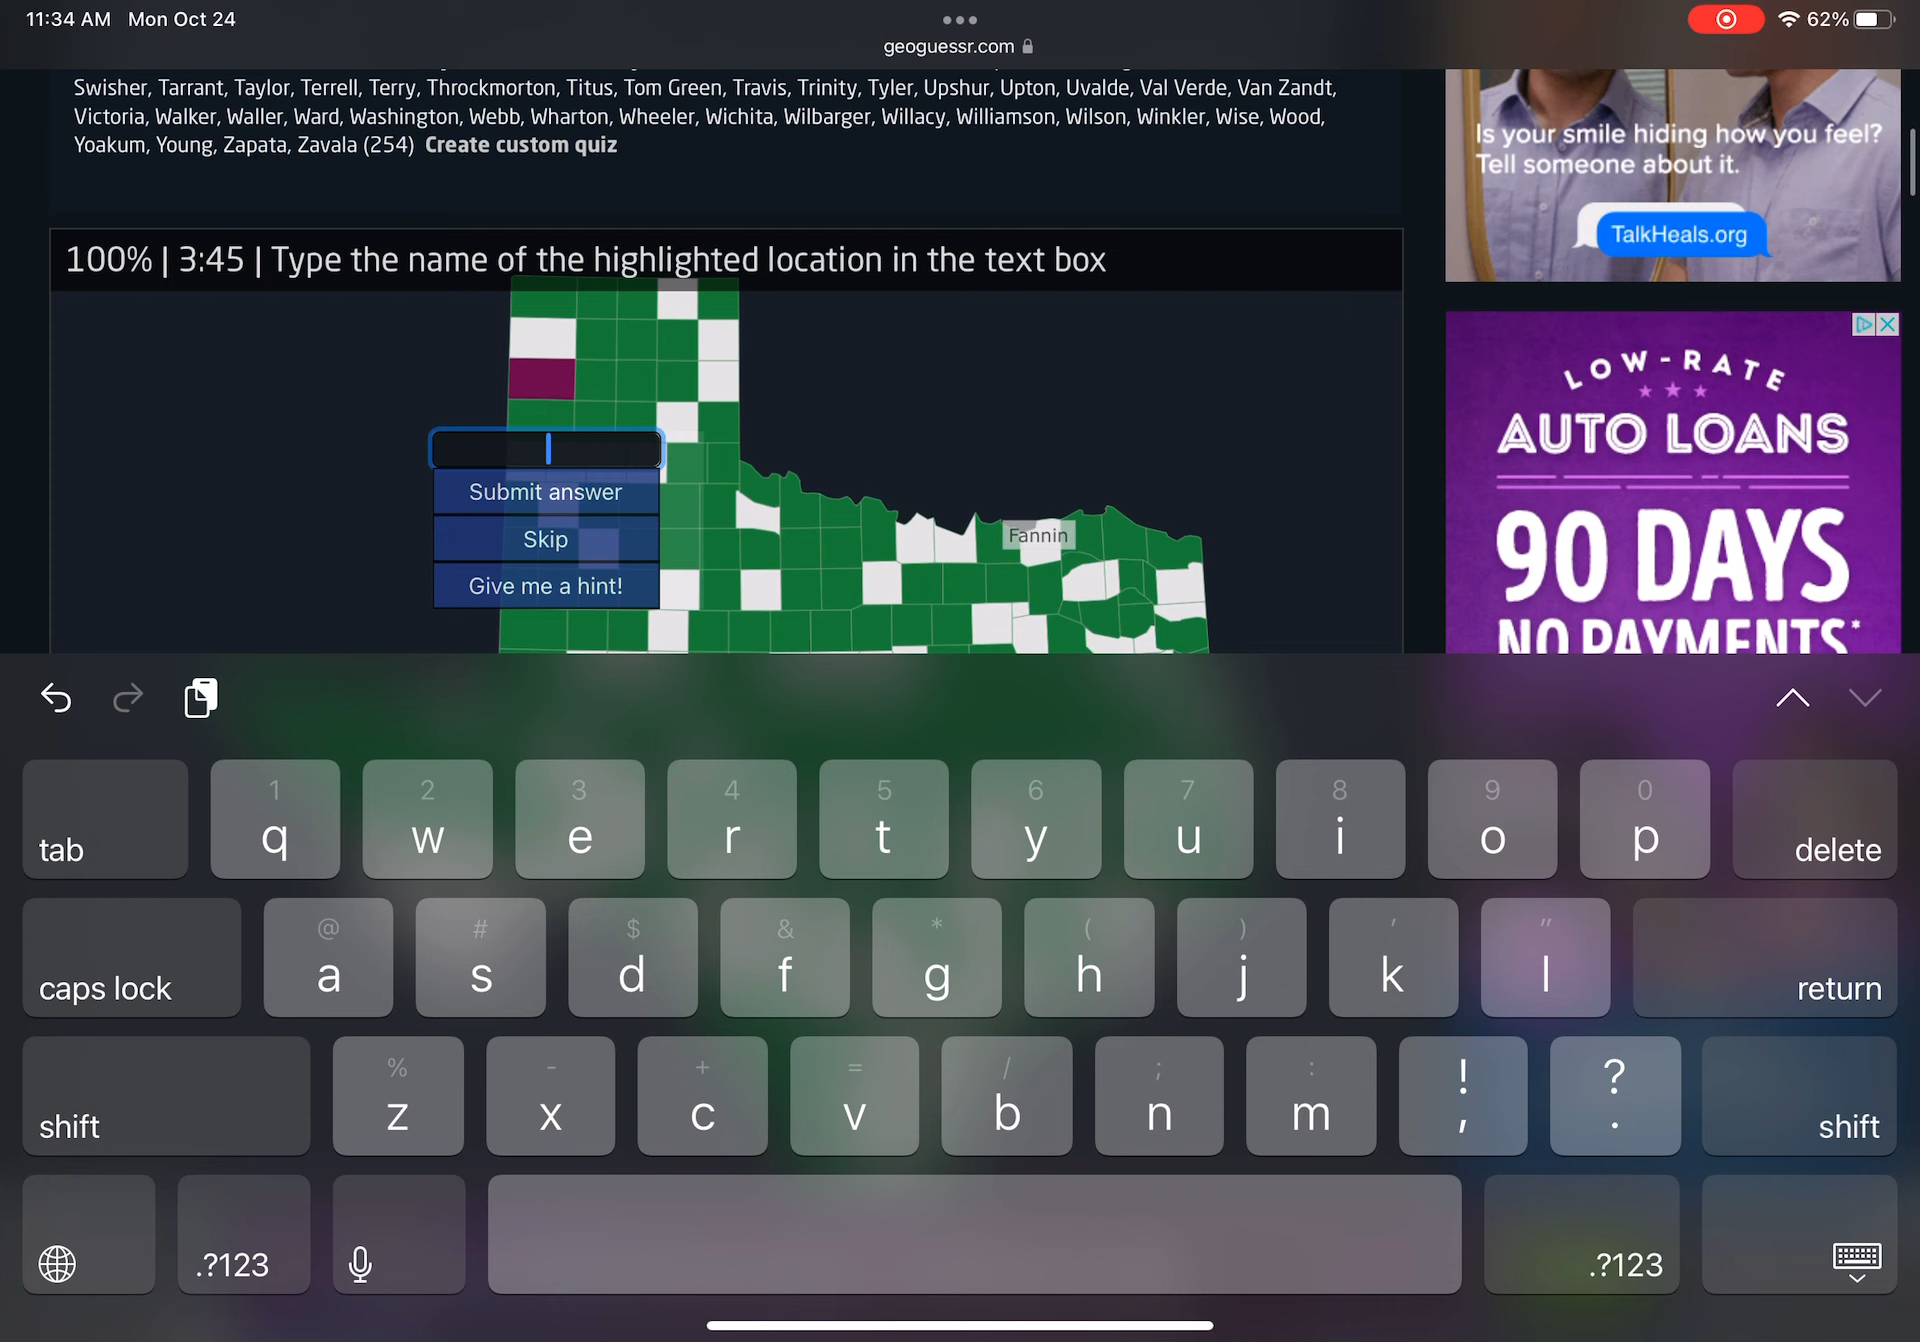 11:34 AM Mon Oct 24
62%
geoguessr.com
Swisher, Tarrant, Taylor, Terrell, Terry, Throckmorton, Titus, Tom Green, Travis, Trinity, Tyler, Upshur, Upton, Uvalde, Val Verde, Van Zandt,
Victoria, Walker, Waller, Ward, Washington, Webb, Wharton, Wheeler, Wichita, Wilbarger, Willacy, Williamson, Wilson, Winkler, Wise, Wood,
Yoakum, Young, Zapata, Zavala (254) Create custom quiz
Is your smile hiding how you feel?
Tell someone about it.
TalkHeals.org
100% | 3:45 | Type the name of the highlighted location in the text box
Submit answer
Skip
Give me a hint!
Fannin
LOW-RATE
AUTO LOANS
90 DAYS
NO PAYMENTS*
tab 1 q 2 w 3 e 4 r 5 t 6 y 7 u 8 i 9 o 0 p delete
caps lock @ a # s $ d & f * g ( h ) j ' k " l return
shift % z - x + c = v / b ; n : m ! , ? . shift
.?123 .?123